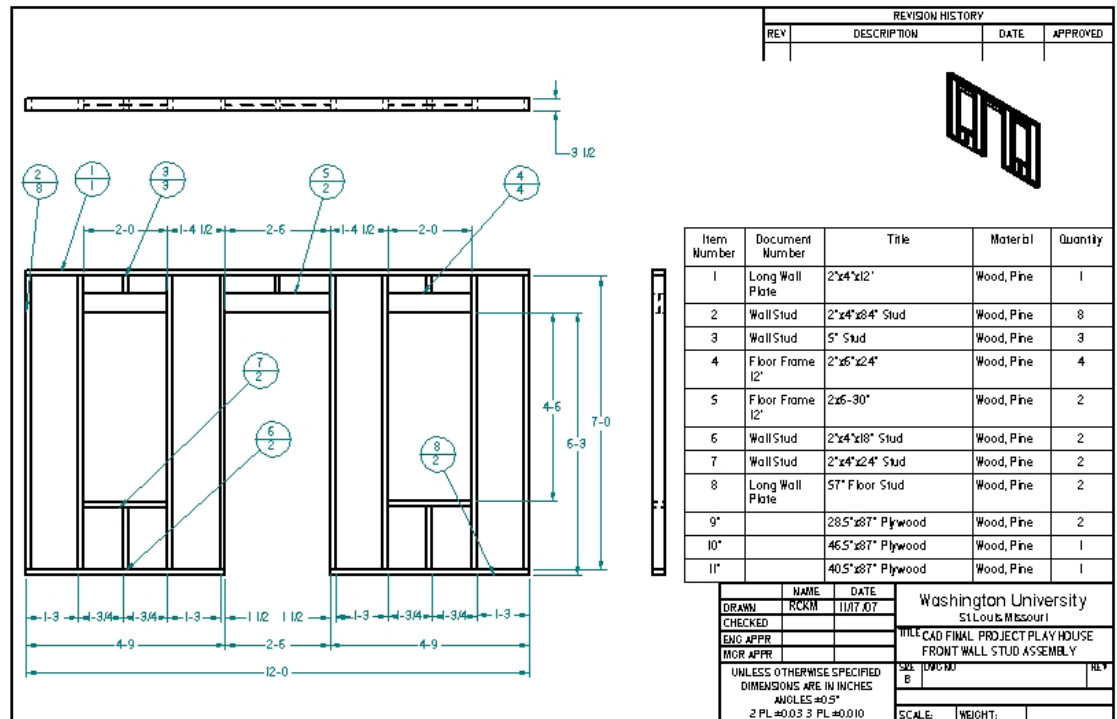 REVISION HISTORY
REV DESCRIPTION DATE APPROVED
3 1/2
2 8
1 1
3 3
5 2
4 4
2-0 1-4 1/2 2-6 1-4 1/2 2-0
7 2
6 2
8 2
4-6
6-3
7-0
1-3 1-3/4 1-3/4 1-3 1 1/2 1 1/2 1-3 1-3/4 1-3/4 1-3
4-9 2-6 4-9
12-0
Item Number Document Number Title Material Quantity
1 Long Wall Plate 2"x4"x12' Wood, Pine 1
2 Wall Stud 2"x4"x84" Stud Wood, Pine 8
3 Wall Stud 5" Stud Wood, Pine 3
4 Floor Frame 12' 2"x6"x24" Wood, Pine 4
5 Floor Frame 12' 2x6-30" Wood, Pine 2
6 Wall Stud 2"x4"x18" Stud Wood, Pine 2
7 Wall Stud 2"x4"x24" Stud Wood, Pine 2
8 Long Wall Plate 57" Floor Stud Wood, Pine 2
9* 28.5"x87" Plywood Wood, Pine 2
10* 46.5"x87" Plywood Wood, Pine 1
11* 40.5"x87" Plywood Wood, Pine 1
NAME DATE
DRAWN RCKM 11/17/07
CHECKED
ENG APPR
MGR APPR
UNLESS OTHERWISE SPECIFIED
DIMENSIONS ARE IN INCHES
ANGLES ±0.5°
2 PL ±0.03 3 PL ±0.010
Washington University
St Louis Missouri
TITLE CAD FINAL PROJECT PLAY HOUSE
FRONT WALL STUD ASSEMBLY
SIZE DWG NO REV
B
SCALE: WEIGHT: